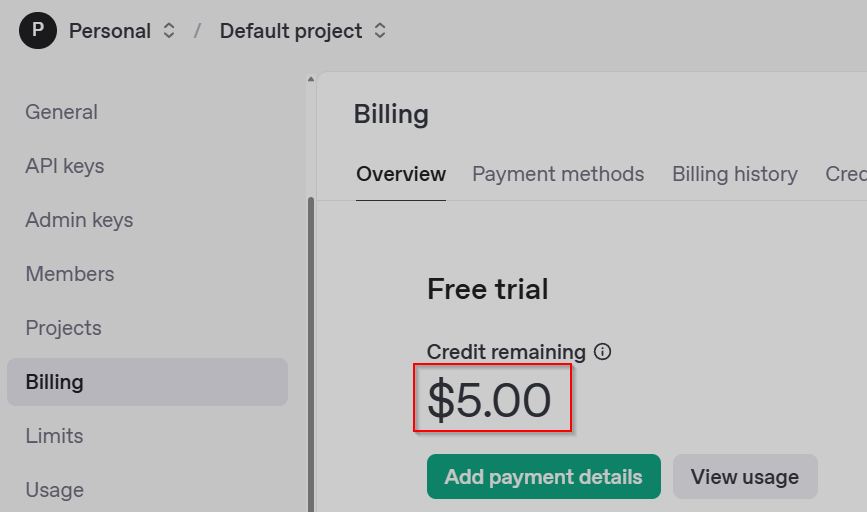 P Personal / Default project
General
API keys
Admin keys
Members
Projects
Billing
Limits
Usage
Billing
Overview Payment methods Billing history Cred
Free trial
Credit remaining
$5.00
Add payment details View usage